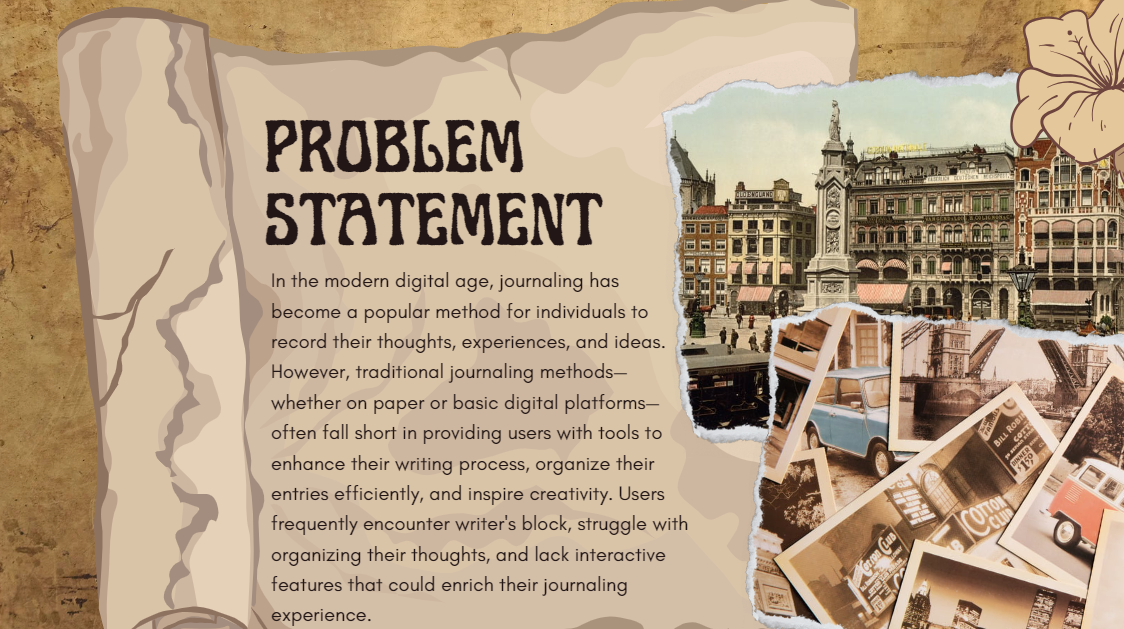 PROBLEM
STATEMENT
In the modern digital age, journaling has
become a popular method for individuals to
record their thoughts, experiences, and ideas.
However, traditional journaling methods—
whether on paper or basic digital platforms—
often fall short in providing users with tools to
enhance their writing process, organize their
entries efficiently, and inspire creativity. Users
frequently encounter writer's block, struggle with
organizing their thoughts, and lack interactive
features that could enrich their journaling
experience.
COTTON
CLUB